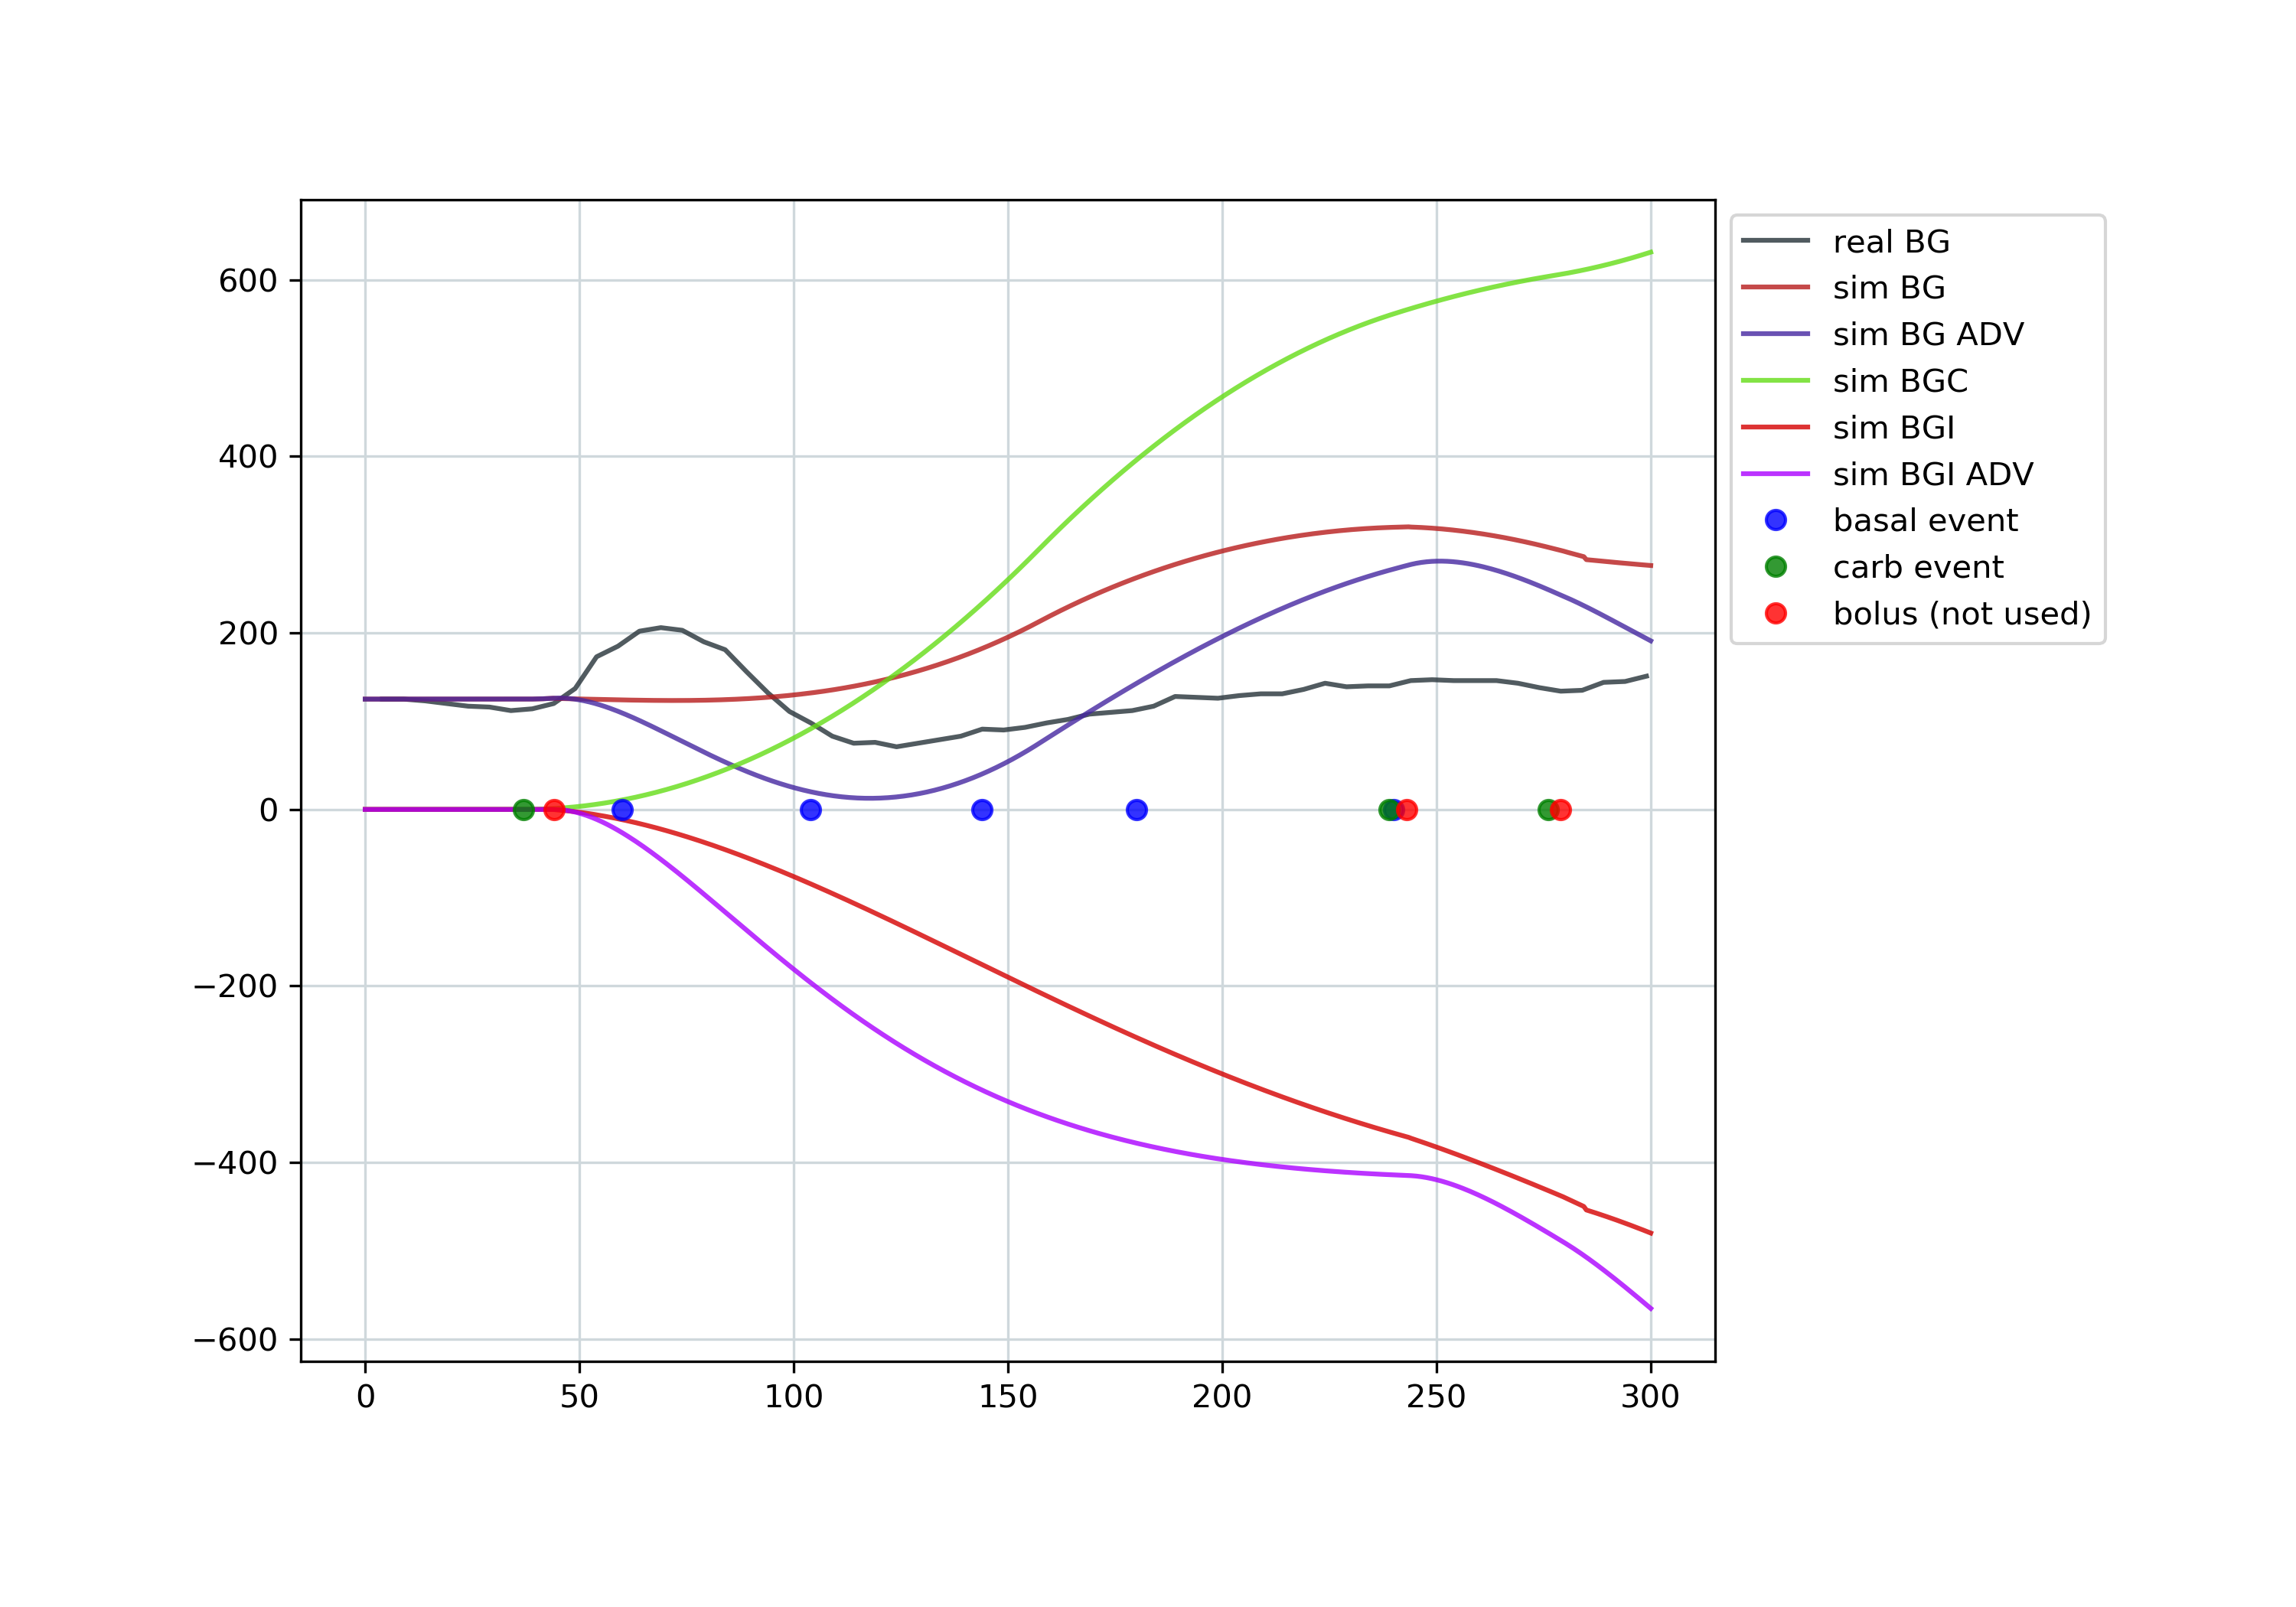 600
400
200
0
−200
−400
−600
0 50 100 150 200 250 300
real BG
sim BG
sim BG ADV
sim BGC
sim BGI
sim BGI ADV
basal event
carb event
bolus (not used)